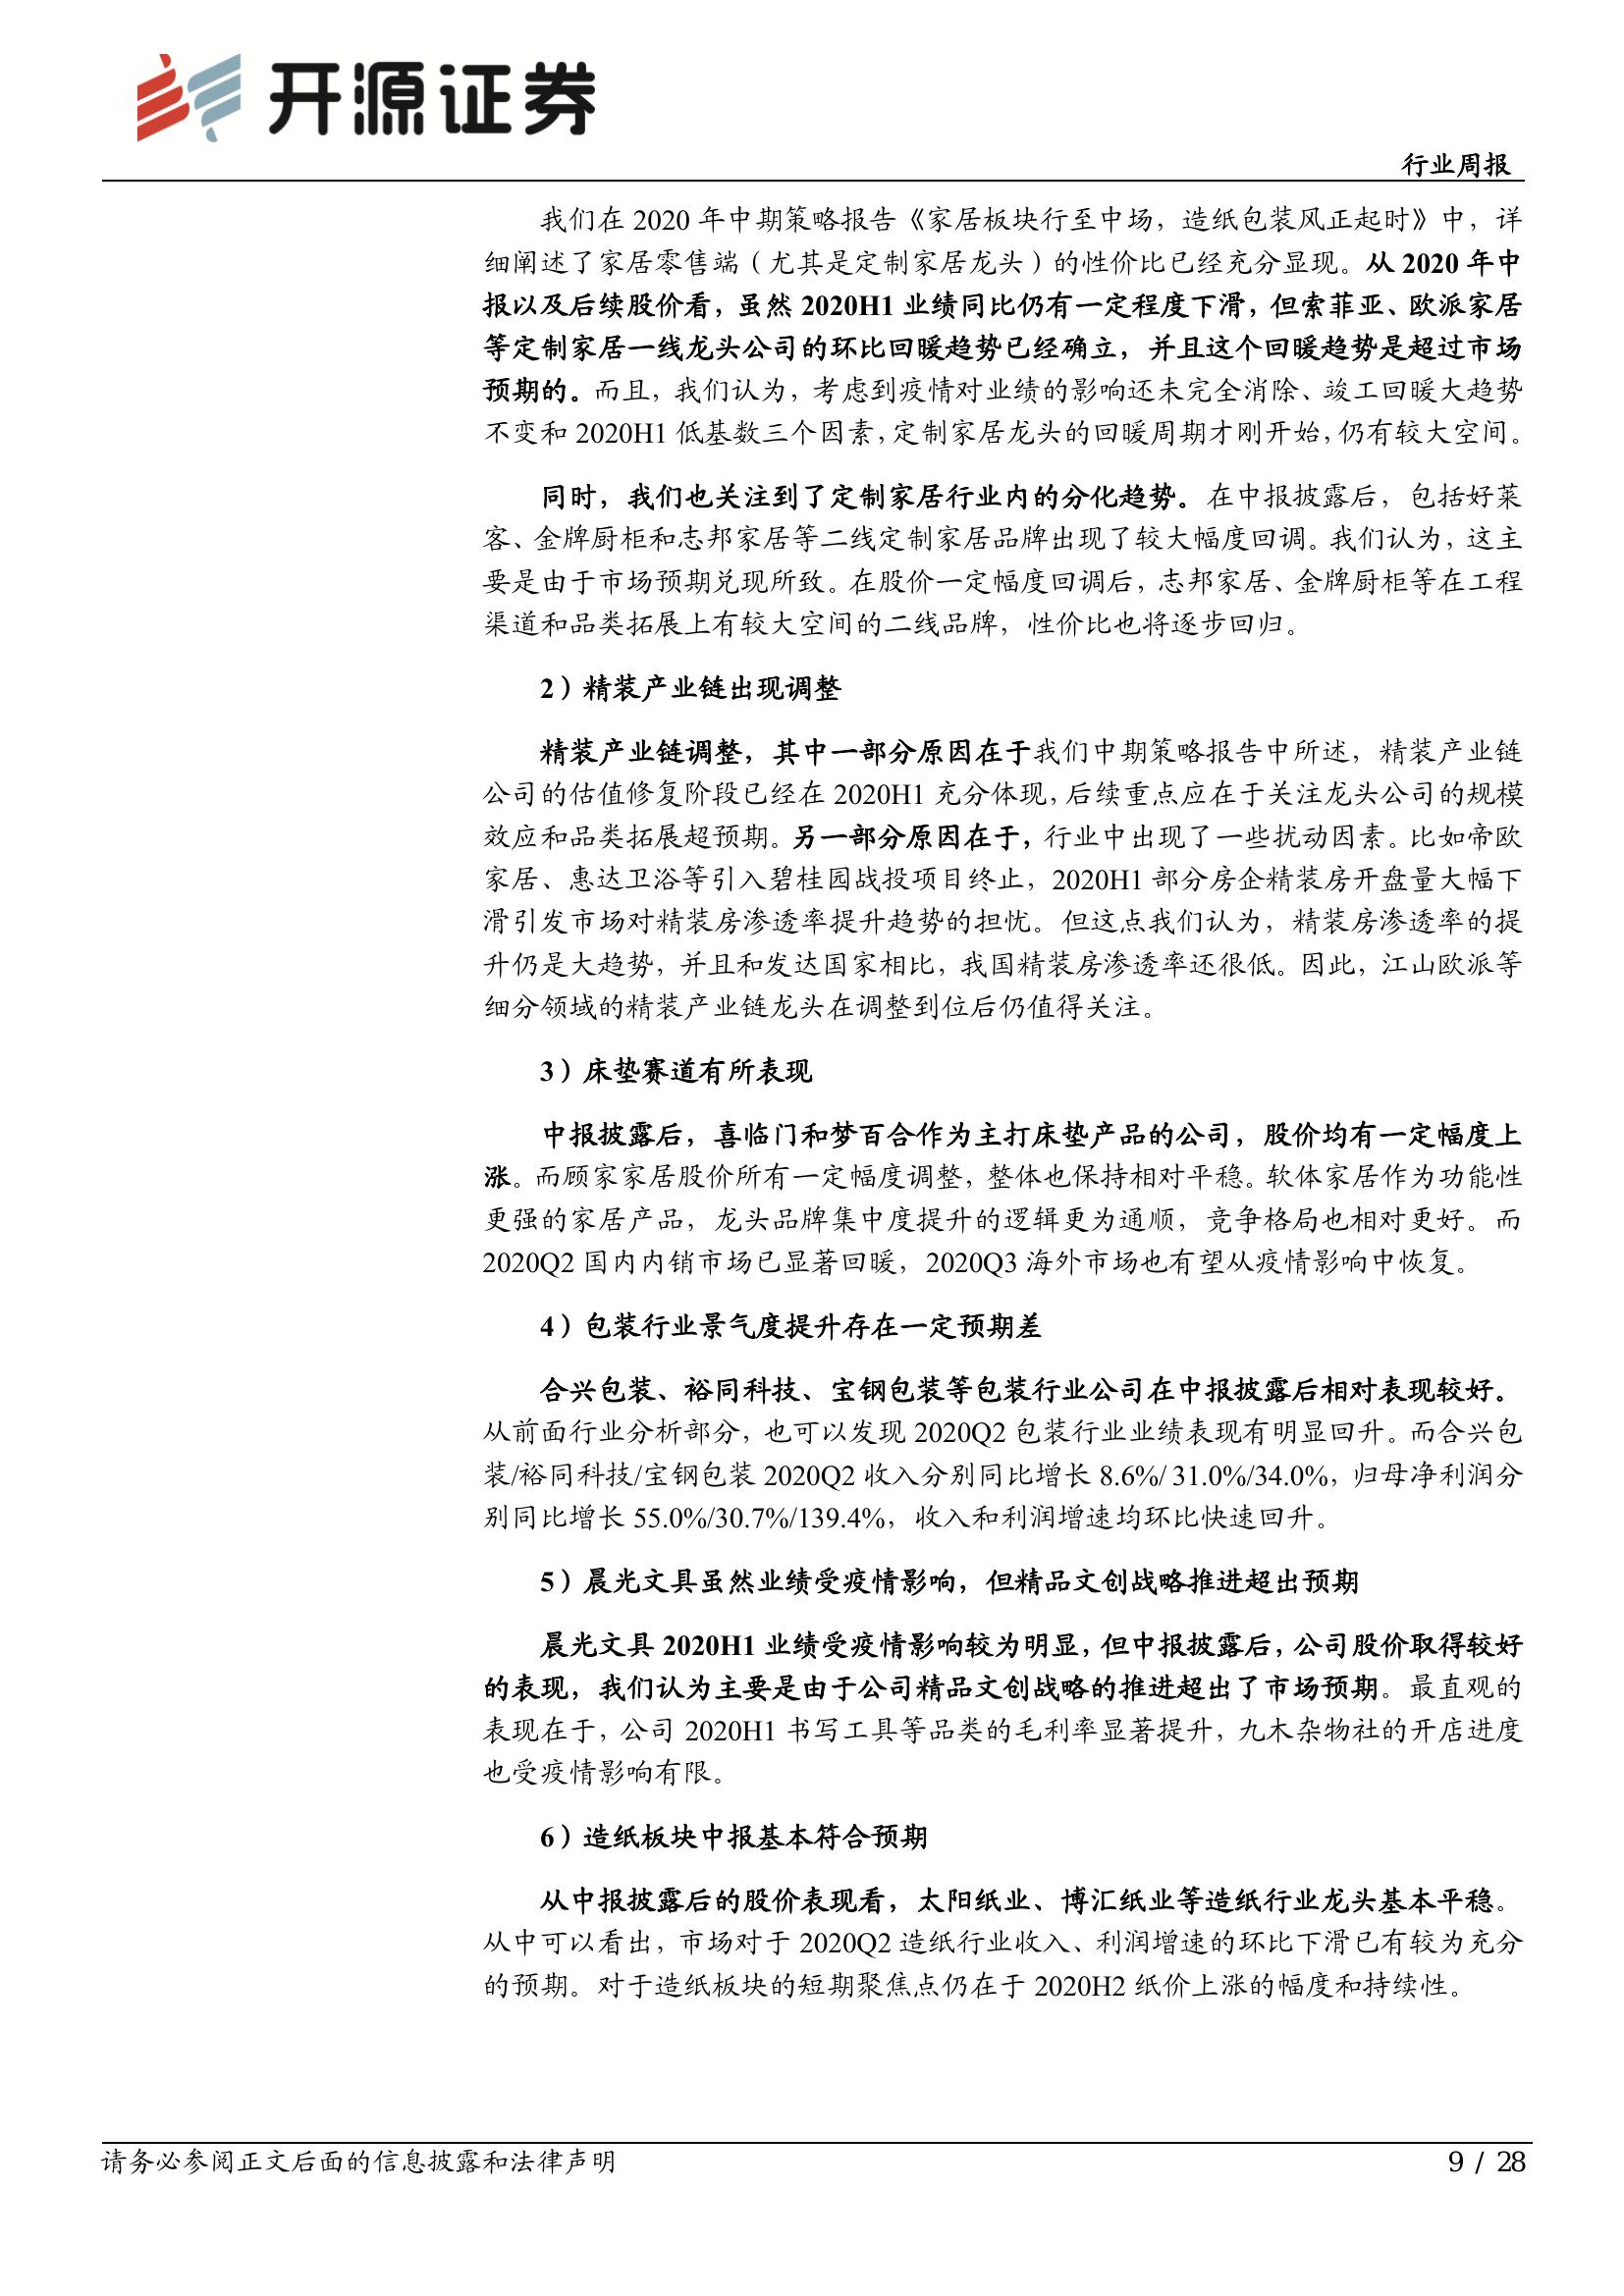 开源证券
行业周报
我们在 2020 年中期策略报告《家居板块行至中场，造纸包装风正起时》中，详
细阐述了家居零售端（尤其是定制家居龙头）的性价比已经充分显现。从 2020 年中
报以及后续股价看，虽然 2020H1 业绩同比仍有一定程度下滑，但索菲亚、欧派家居
等定制家居一线龙头公司的环比回暖趋势已经确立，并且这个回暖趋势是超过市场
预期的。而且，我们认为，考虑到疫情对业绩的影响还未完全消除、竣工回暖大趋势
不变和 2020H1 低基数三个因素，定制家居龙头的回暖周期才刚开始，仍有较大空间。
同时，我们也关注到了定制家居行业内的分化趋势。在中报披露后，包括好莱
客、金牌厨柜和志邦家居等二线定制家居品牌出现了较大幅度回调。我们认为，这主
要是由于市场预期兑现所致。在股价一定幅度回调后，志邦家居、金牌厨柜等在工程
渠道和品类拓展上有较大空间的二线品牌，性价比也将逐步回归。
2）精装产业链出现调整
精装产业链调整，其中一部分原因在于我们中期策略报告中所述，精装产业链
公司的估值修复阶段已经在 2020H1 充分体现，后续重点应在于关注龙头公司的规模
效应和品类拓展超预期。另一部分原因在于，行业中出现了一些扰动因素。比如帝欧
家居、惠达卫浴等引入碧桂园战投项目终止，2020H1 部分房企精装房开盘量大幅下
滑引发市场对精装房渗透率提升趋势的担忧。但这点我们认为，精装房渗透率的提
升仍是大趋势，并且和发达国家相比，我国精装房渗透率还很低。因此，江山欧派等
细分领域的精装产业链龙头在调整到位后仍值得关注。
3）床垫赛道有所表现
中报披露后，喜临门和梦百合作为主打床垫产品的公司，股价均有一定幅度上
涨。而顾家家居股价所有一定幅度调整，整体也保持相对平稳。软体家居作为功能性
更强的家居产品，龙头品牌集中度提升的逻辑更为通顺，竞争格局也相对更好。而
2020Q2 国内内销市场已显著回暖，2020Q3 海外市场也有望从疫情影响中恢复。
4）包装行业景气度提升存在一定预期差
合兴包装、裕同科技、宝钢包装等包装行业公司在中报披露后相对表现较好。
从前面行业分析部分，也可以发现 2020Q2 包装行业业绩表现有明显回升。而合兴包
装/裕同科技/宝钢包装 2020Q2 收入分别同比增长 8.6%/ 31.0%/34.0%，归母净利润分
别同比增长 55.0%/30.7%/139.4%，收入和利润增速均环比快速回升。
5）晨光文具虽然业绩受疫情影响，但精品文创战略推进超出预期
晨光文具 2020H1 业绩受疫情影响较为明显，但中报披露后，公司股价取得较好
的表现，我们认为主要是由于公司精品文创战略的推进超出了市场预期。最直观的
表现在于，公司 2020H1 书写工具等品类的毛利率显著提升，九木杂物社的开店进度
也受疫情影响有限。
6）造纸板块中报基本符合预期
从中报披露后的股价表现看，太阳纸业、博汇纸业等造纸行业龙头基本平稳。
从中可以看出，市场对于 2020Q2 造纸行业收入、利润增速的环比下滑已有较为充分
的预期。对于造纸板块的短期聚焦点仍在于 2020H2 纸价上涨的幅度和持续性。
请务必参阅正文后面的信息披露和法律声明
9 / 28